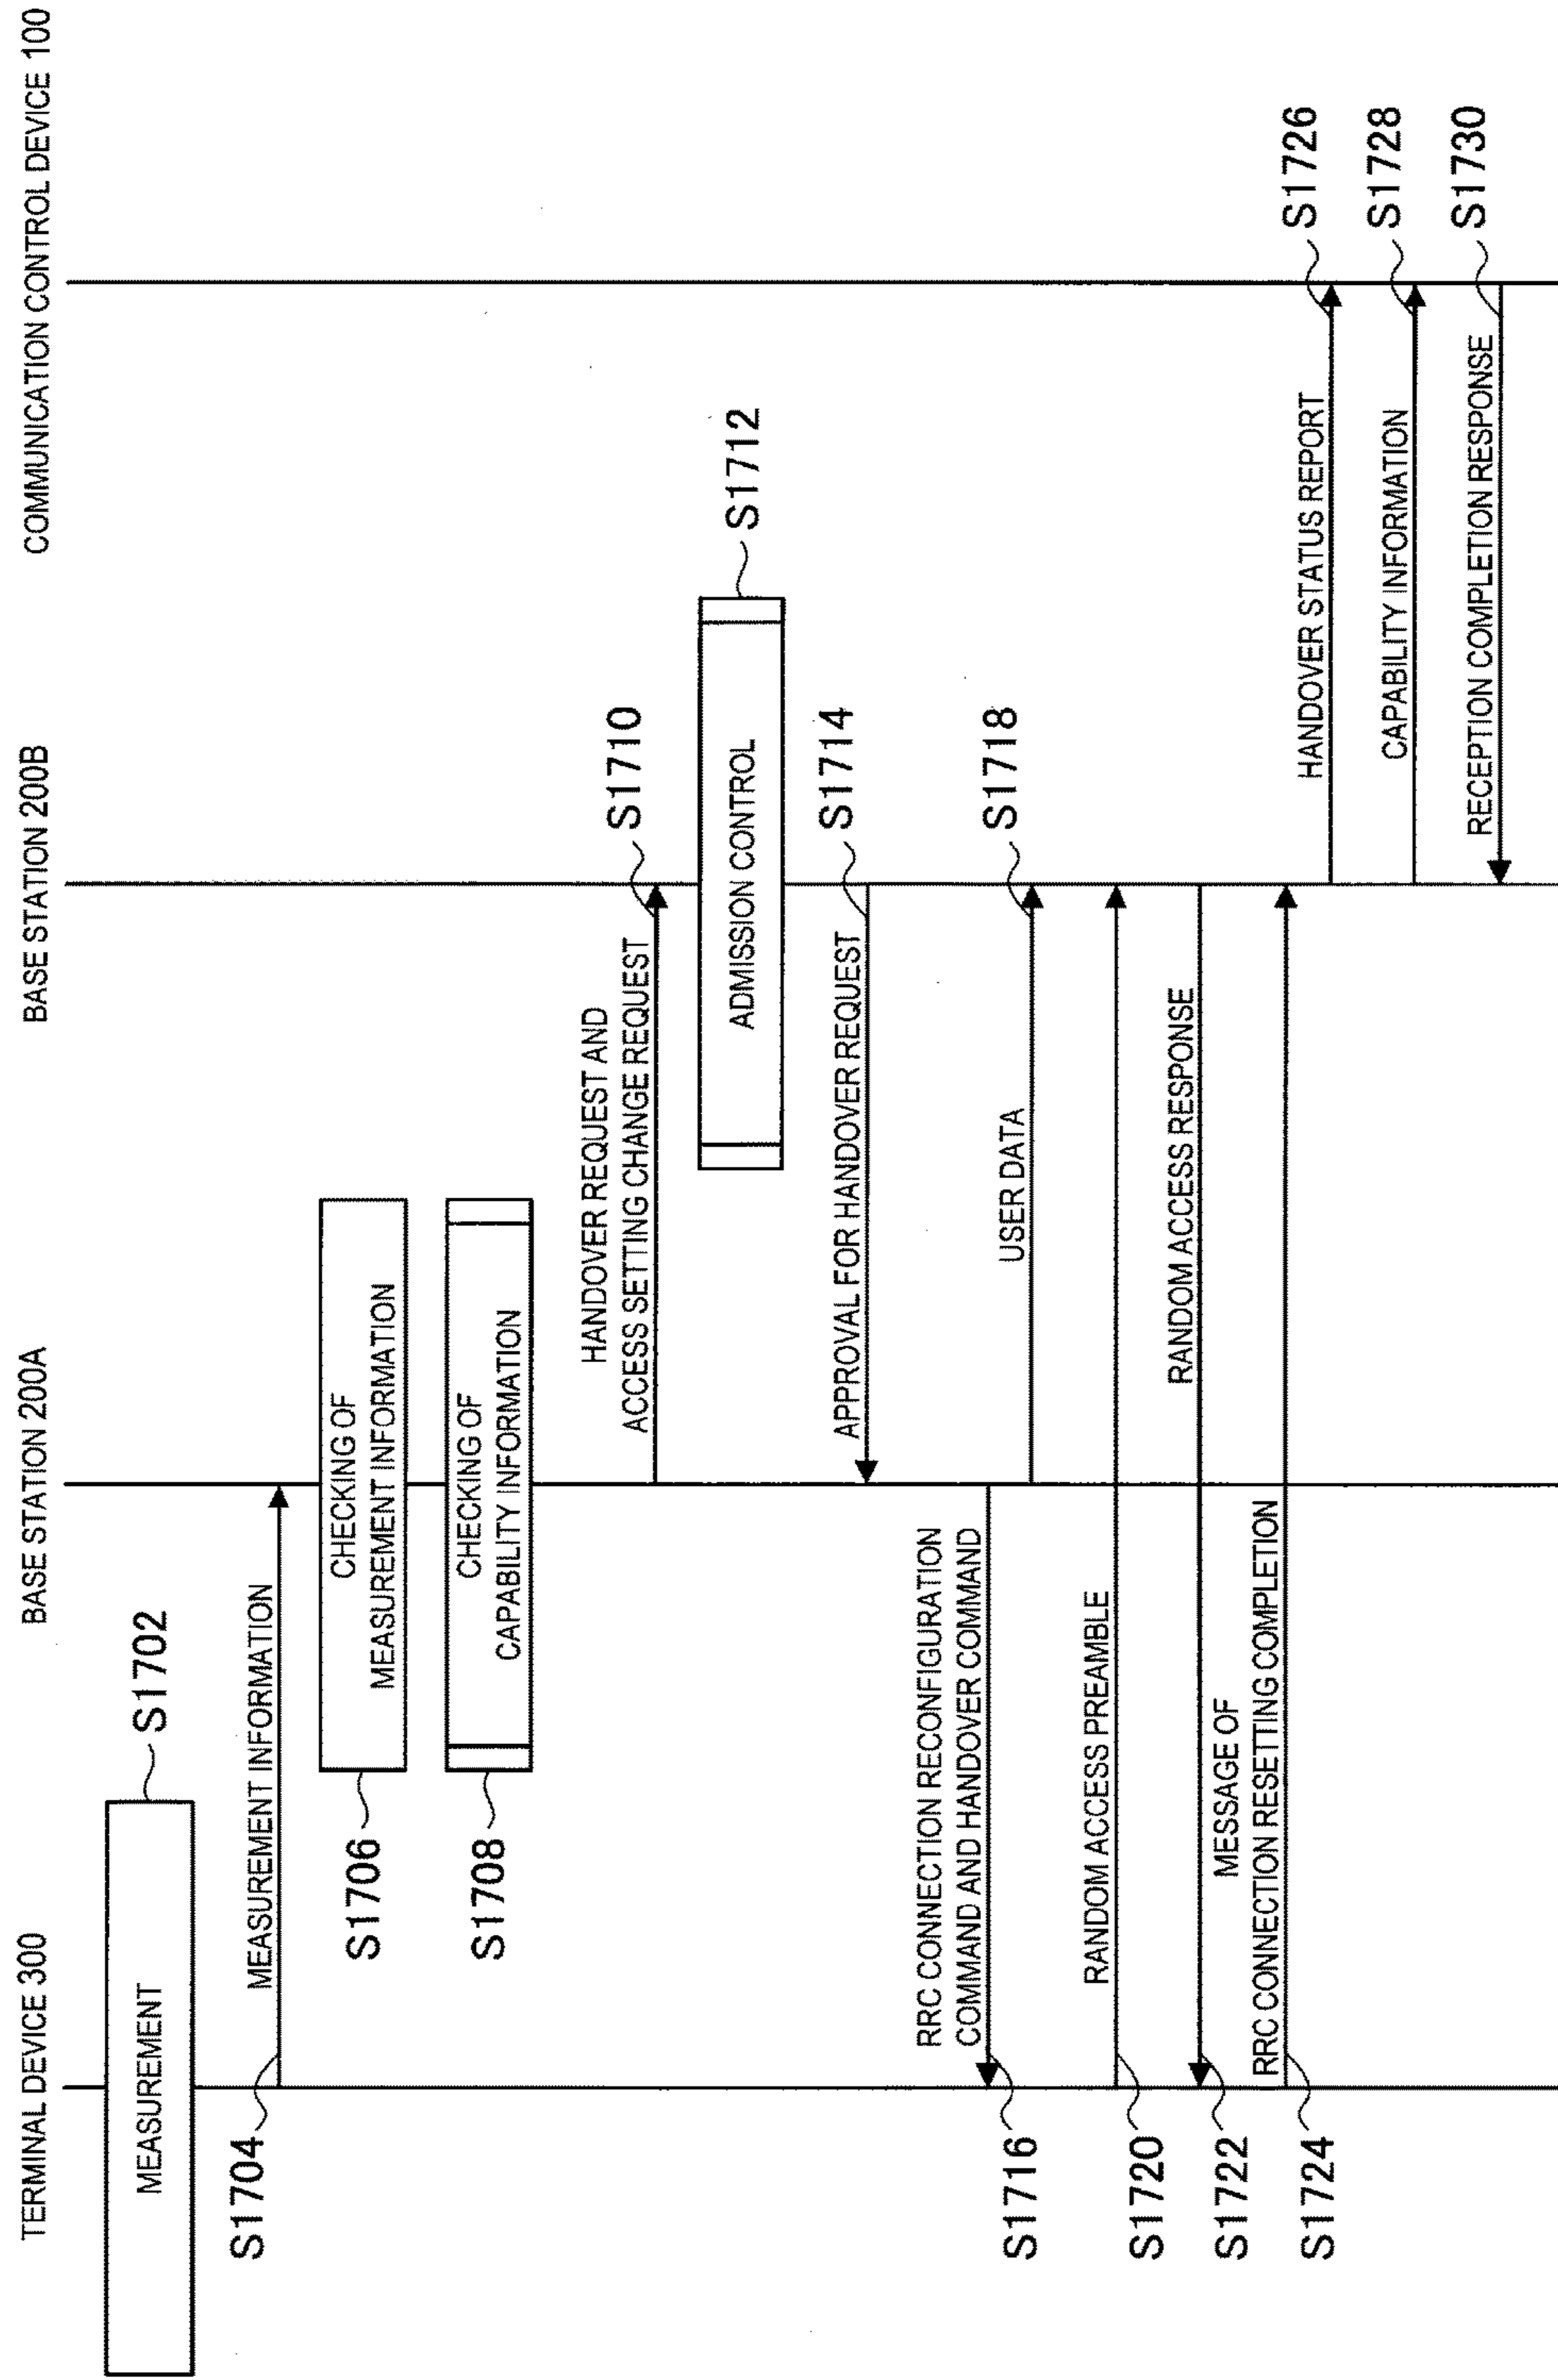 TERMINAL DEVICE 300
BASE STATION 200A
BASE STATION 200B
COMMUNICATION CONTROL DEVICE 100
MEASUREMENT
S1702
S1704
MEASUREMENT INFORMATION
CHECKING OF
MEASUREMENT INFORMATION
S1706
CHECKING OF
CAPABILITY INFORMATION
S1708
HANDOVER REQUEST AND
ACCESS SETTING CHANGE REQUEST
S1710
ADMISSION CONTROL
S1712
APPROVAL FOR HANDOVER REQUEST
S1714
RRC CONNECTION RECONFIGURATION
COMMAND AND HANDOVER COMMAND
S1716
USER DATA
S1718
RANDOM ACCESS PREAMBLE
S1720
RANDOM ACCESS RESPONSE
S1722
MESSAGE OF
RRC CONNECTION RESETTING COMPLETION
S1724
HANDOVER STATUS REPORT
S1726
CAPABILITY INFORMATION
S1728
RECEPTION COMPLETION RESPONSE
S1730